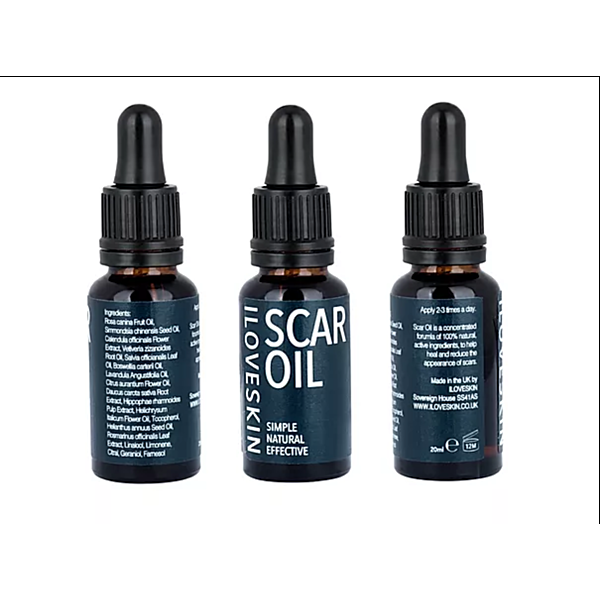 Ingredients:
Rosa canina Fruit Oil,
Simmondsia chinensis Seed Oil,
Calendula officinalis Flower
Extract, Vetiveria zizanoides
Root Oil, Salvia officinalis Leaf
Oil, Boswellia carterii Oil,
Lavandula Angustifolia Oil,
Citrus aurantium Flower Oil,
Daucus carota sativa Root
Extract, Hippophae rhamnoides
Pulp Extract, Helichrysum
Italicum Flower Oil, Tocopherol,
Helianthus annuus Seed Oil,
Rosmarinus officinalis Leaf
Extract, Linalool, Limonene,
Citral, Geraniol, Farnesol
ILOVESKIN
SCAR
OIL
SIMPLE
NATURAL
EFFECTIVE
Apply 2-3 times a day.
Scar Oil is a concentrated
forumla of 100% natural,
active ingredients, to help
heal and reduce the
appearance of scars.
Made in the UK by
ILOVESKIN
Sovereign House SS41AS
WWW.ILOVESKIN.CO.UK
20ml e 12M